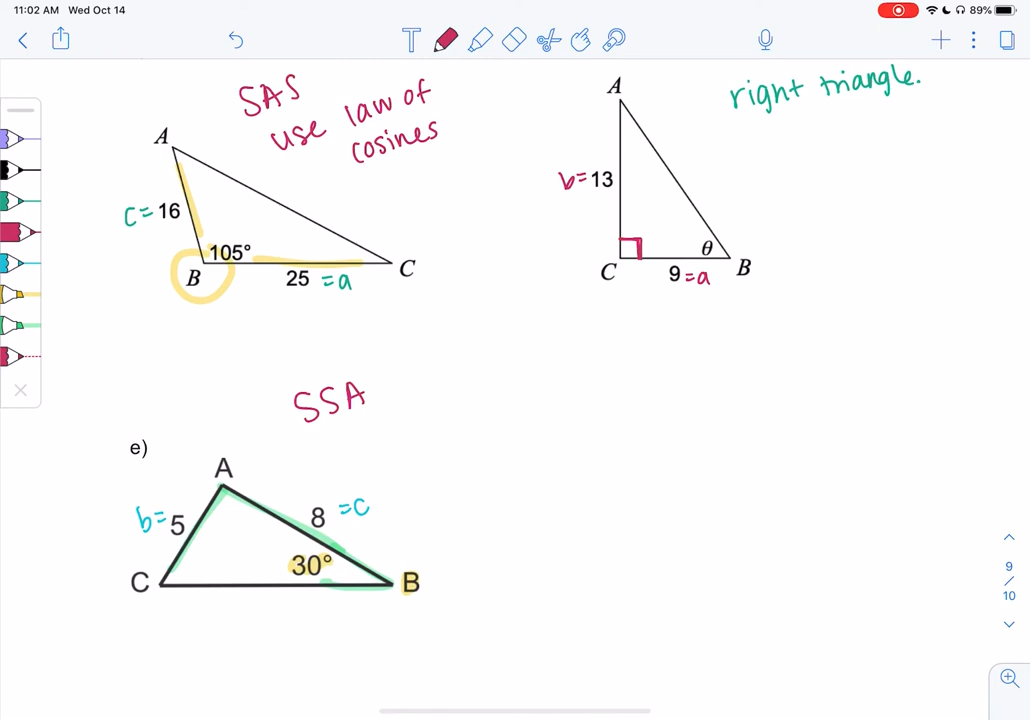 11:02 AM Wed Oct 14
89%
T
SAS
use law of
cosines
A
c = 16
105°
B
25 = a
C
right triangle.
A
b = 13
θ
C
9 = a
B
SSA
e)
A
b = 5
8 = c
30°
C
B
9
/
10